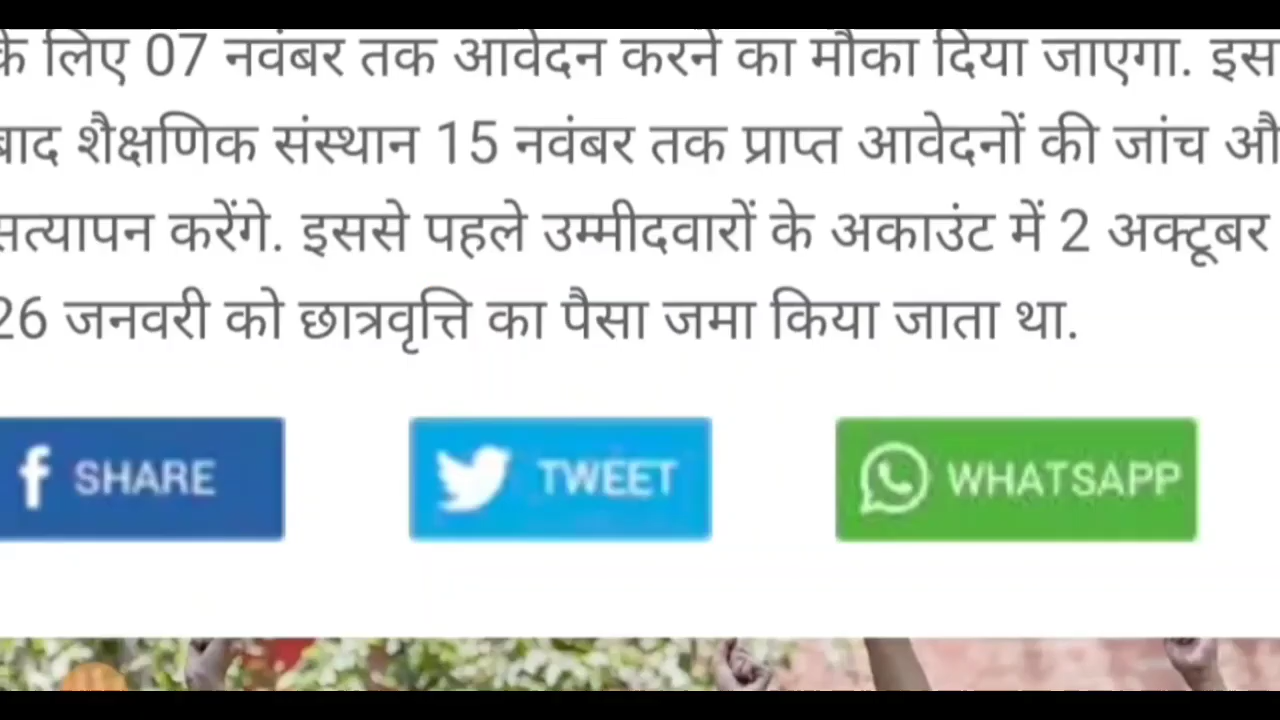 के लिए 07 नवंबर तक आवेदन करने का मौका दिया जाएगा. इस
बाद शैक्षणिक संस्थान 15 नवंबर तक प्राप्त आवेदनों की जांच औ
सत्यापन करेंगे. इससे पहले उम्मीदवारों के अकाउंट में 2 अक्टूबर
26 जनवरी को छात्रवृत्ति का पैसा जमा किया जाता था.
SHARE TWEET WHATSAPP